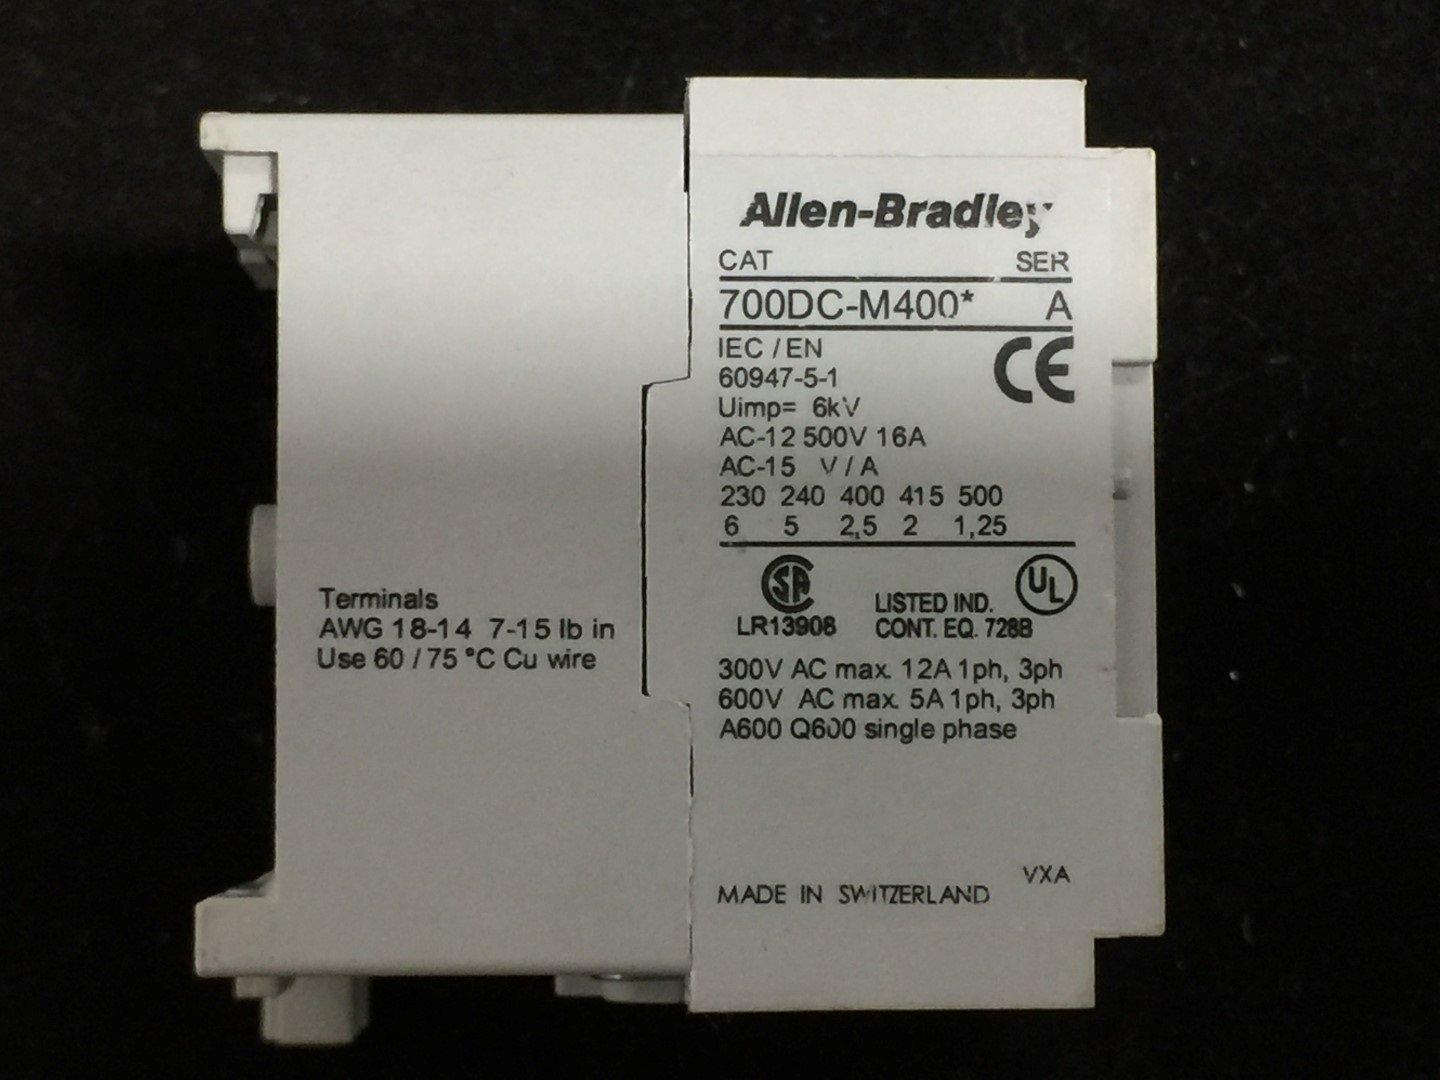 Allen-Bradley
CAT SER
700DC-M400* A
IEC / EN
60947-5-1
CE
Uimp= 6kV
AC-12 500V 16A
AC-15 V / A
230 240 400 415 500
6 5 2,5 2 1,25
SA
UL
LR13908
LISTED IND.
CONT. EQ. 728B
300V AC max. 12A 1ph, 3ph
600V AC max. 5A 1ph, 3ph
A600 Q600 single phase
VXA
MADE IN SWITZERLAND
Terminals
AWG 18-14 7-15 lb in
Use 60 / 75 °C Cu wire